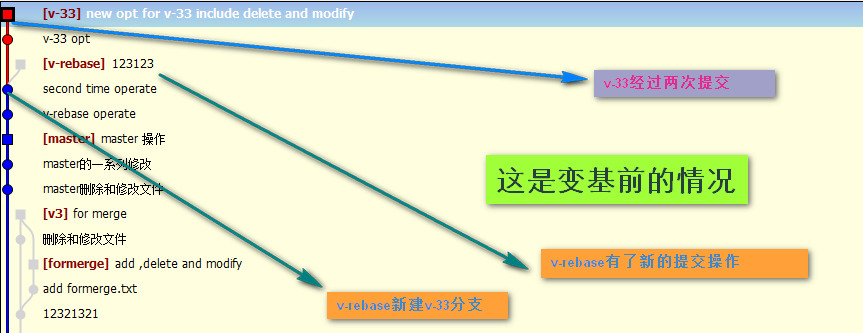 [v-33] new opt for v-33 include delete and modify
v-33 opt
[v-rebase] 123123
second time operate
v-rebase operate
[master] master 操作
master的一系列修改
master删除和修改文件
[v3] for merge
删除和修改文件
[formerge] add ,delete and modify
add formerge.txt
12321321
v-33经过两次提交
这是变基前的情况
v-rebase有了新的提交操作
v-rebase新建v-33分支